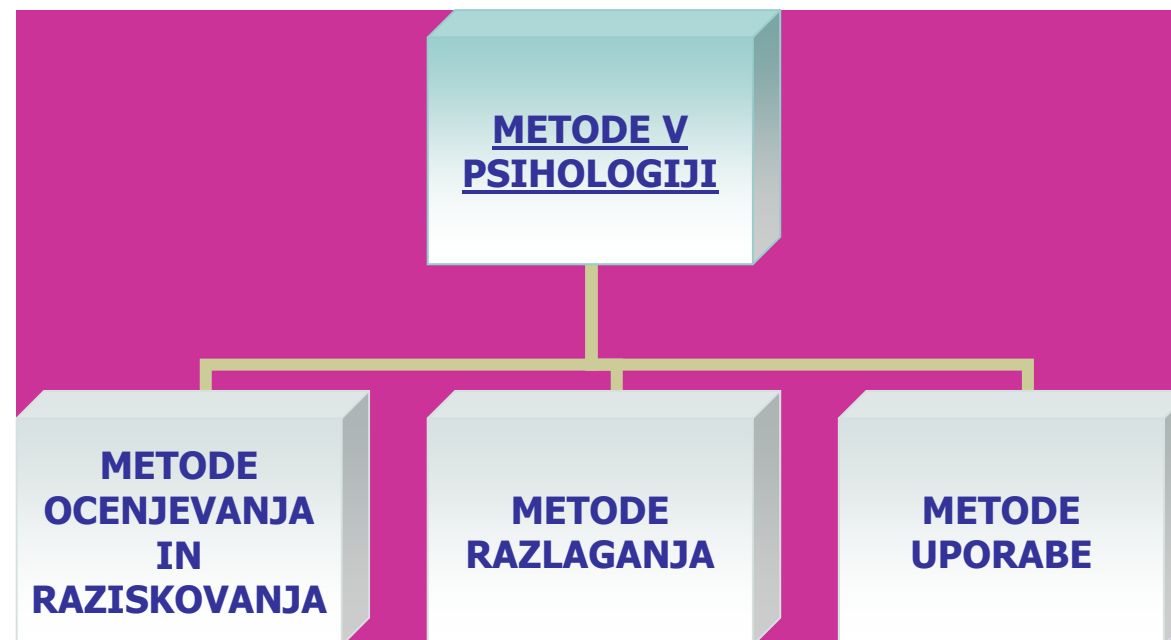 METODE V
PSIHOLOGIJI
METODE
OCENJEVANJA
IN
RAZISKOVANJA
METODE
RAZLAGANJA
METODE
UPORABE